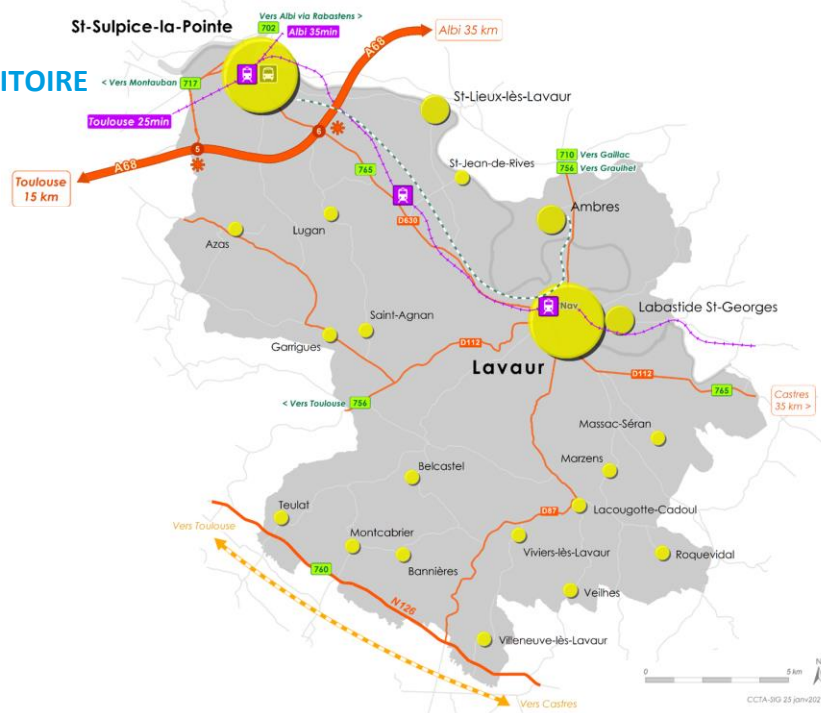 Vers Albi via Rabastens >
702
St-Sulpice-la-Pointe
Albi 35min
A68
Albi 35 km
ITOIRE
< Vers Montauban
717
Toulouse 25min
St-Lieux-lès-Lavaur
6
5
A68
765
St-Jean-de-Rives
710 Vers Gaillac
756 Vers Graulhet
Toulouse
15 km
D630
Ambres
Lugan
Azas
Nav
Labastide St-Georges
Saint-Agnan
Garrigues
D112
Lavaur
D112
765
< Vers Toulouse 756
Castres
35 km >
Massac-Séran
Marzens
Belcastel
Teulat
D87
Lacougotte-Cadoul
Vers Toulouse
Montcabrier
Viviers-lès-Lavaur
Roquevidal
760
Bannières
Veilhes
N126
Villeneuve-lès-Lavaur
0 5 km
N
Vers Castres
CCTA-SIG 25 janv202